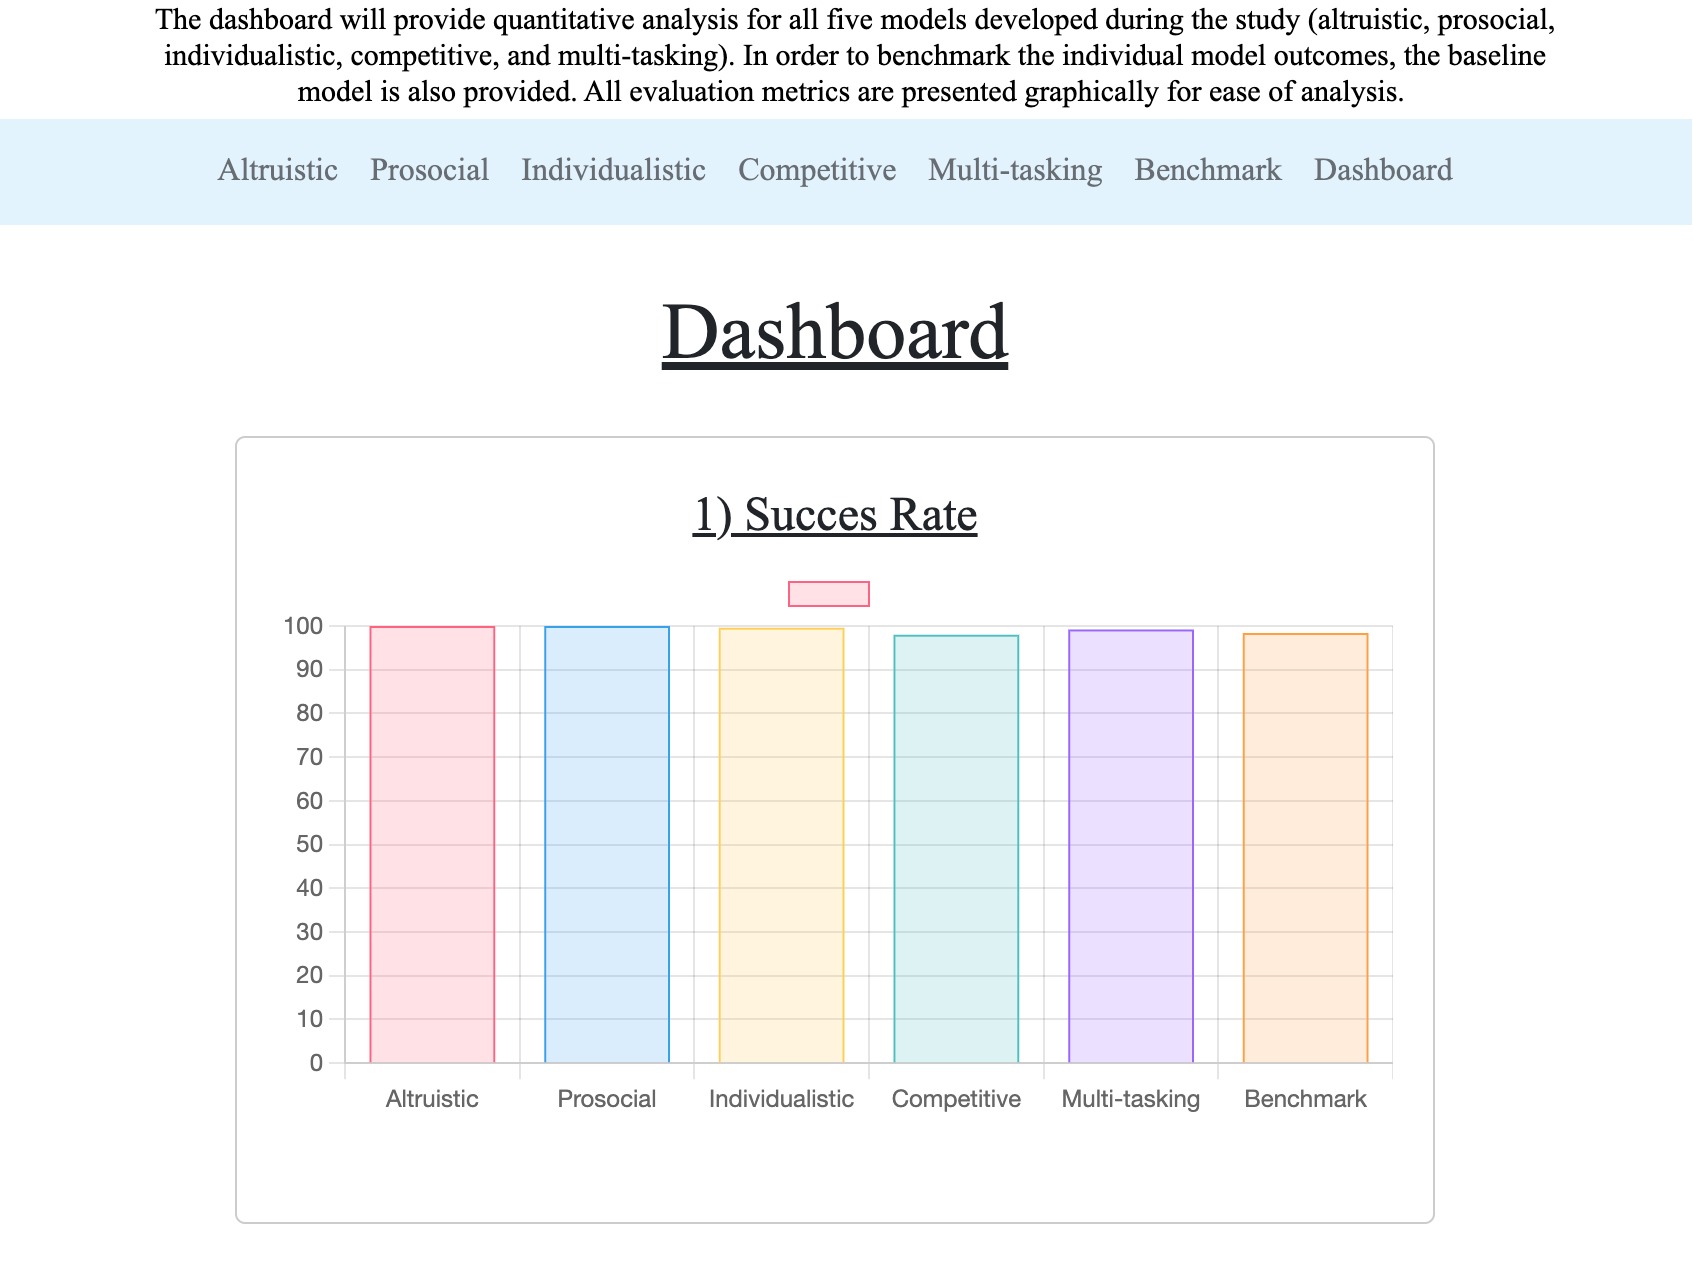 The dashboard will provide quantitative analysis for all five models developed during the study (altruistic, prosocial,
individualistic, competitive, and multi-tasking). In order to benchmark the individual model outcomes, the baseline
model is also provided. All evaluation metrics are presented graphically for ease of analysis.
Altruistic Prosocial Individualistic Competitive Multi-tasking Benchmark Dashboard
Dashboard
1) Succes Rate
100
90
80
70
60
50
40
30
20
10
0
Altruistic Prosocial Individualistic Competitive Multi-tasking Benchmark